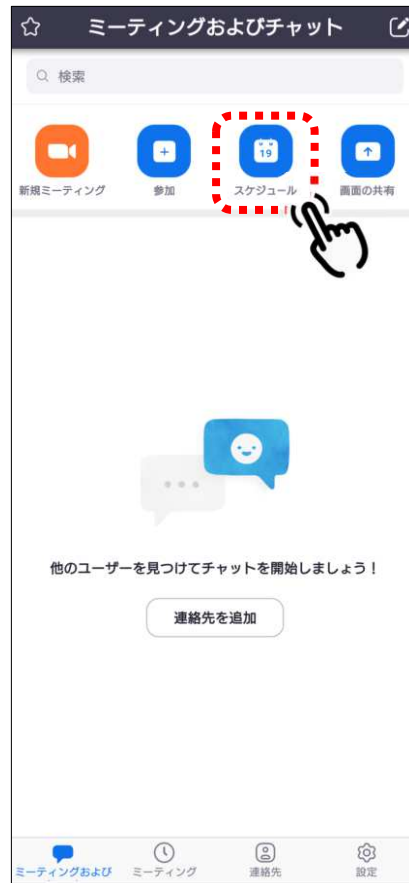 ミーティングおよびチャット
検索
19
新規ミーティング
参加
スケジュール
画面の共有
他のユーザーを見つけてチャットを開始しましょう！
連絡先を追加
ミーティングおよび
ミーティング
連絡先
設定